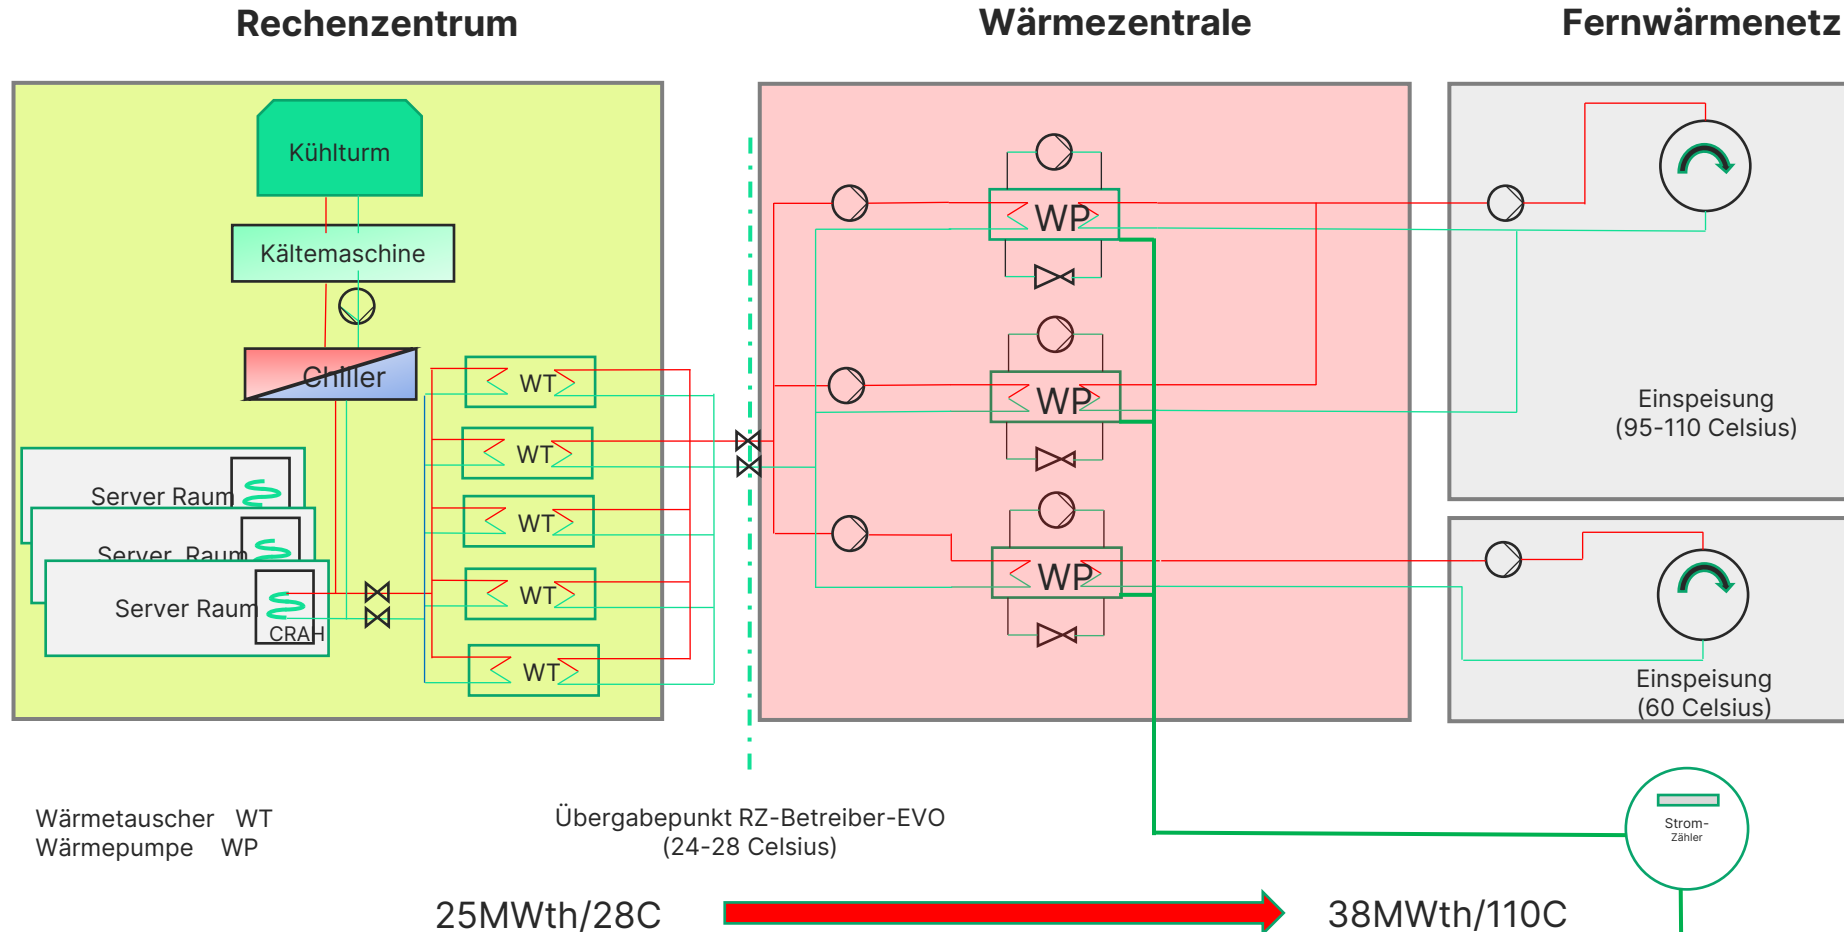 Rechenzentrum
Wärmezentrale
Fernwärmenetz
Kühlturm
Kältemaschine
Chiller
Server Raum
Server Raum
Server Raum
CRAH
WT
WT
WT
WT
WT
WP
WP
WP
Einspeisung
(95-110 Celsius)
Einspeisung
(60 Celsius)
Strom-
Zähler
Wärmetauscher WT
Wärmepumpe WP
Übergabepunkt RZ-Betreiber-EVO
(24-28 Celsius)
25MWth/28C
38MWth/110C